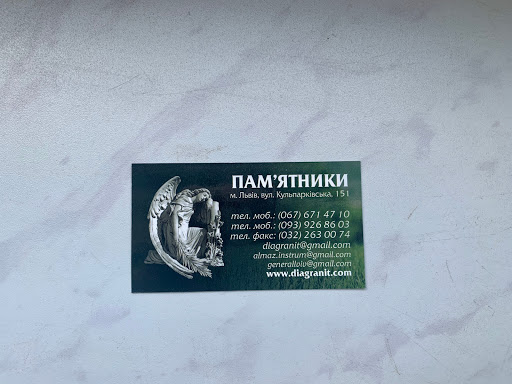 ПАМ'ЯТНИКИ
м. Львів, вул. Кульпарківська, 151
тел. моб.: (067) 671 47 10
тел. моб.: (093) 926 86 03
тел. факс: (032) 263 00 74
diagranit@gmail.com
almaz.instrum@gmail.com
generallviv@gmail.com
www.diagranit.com